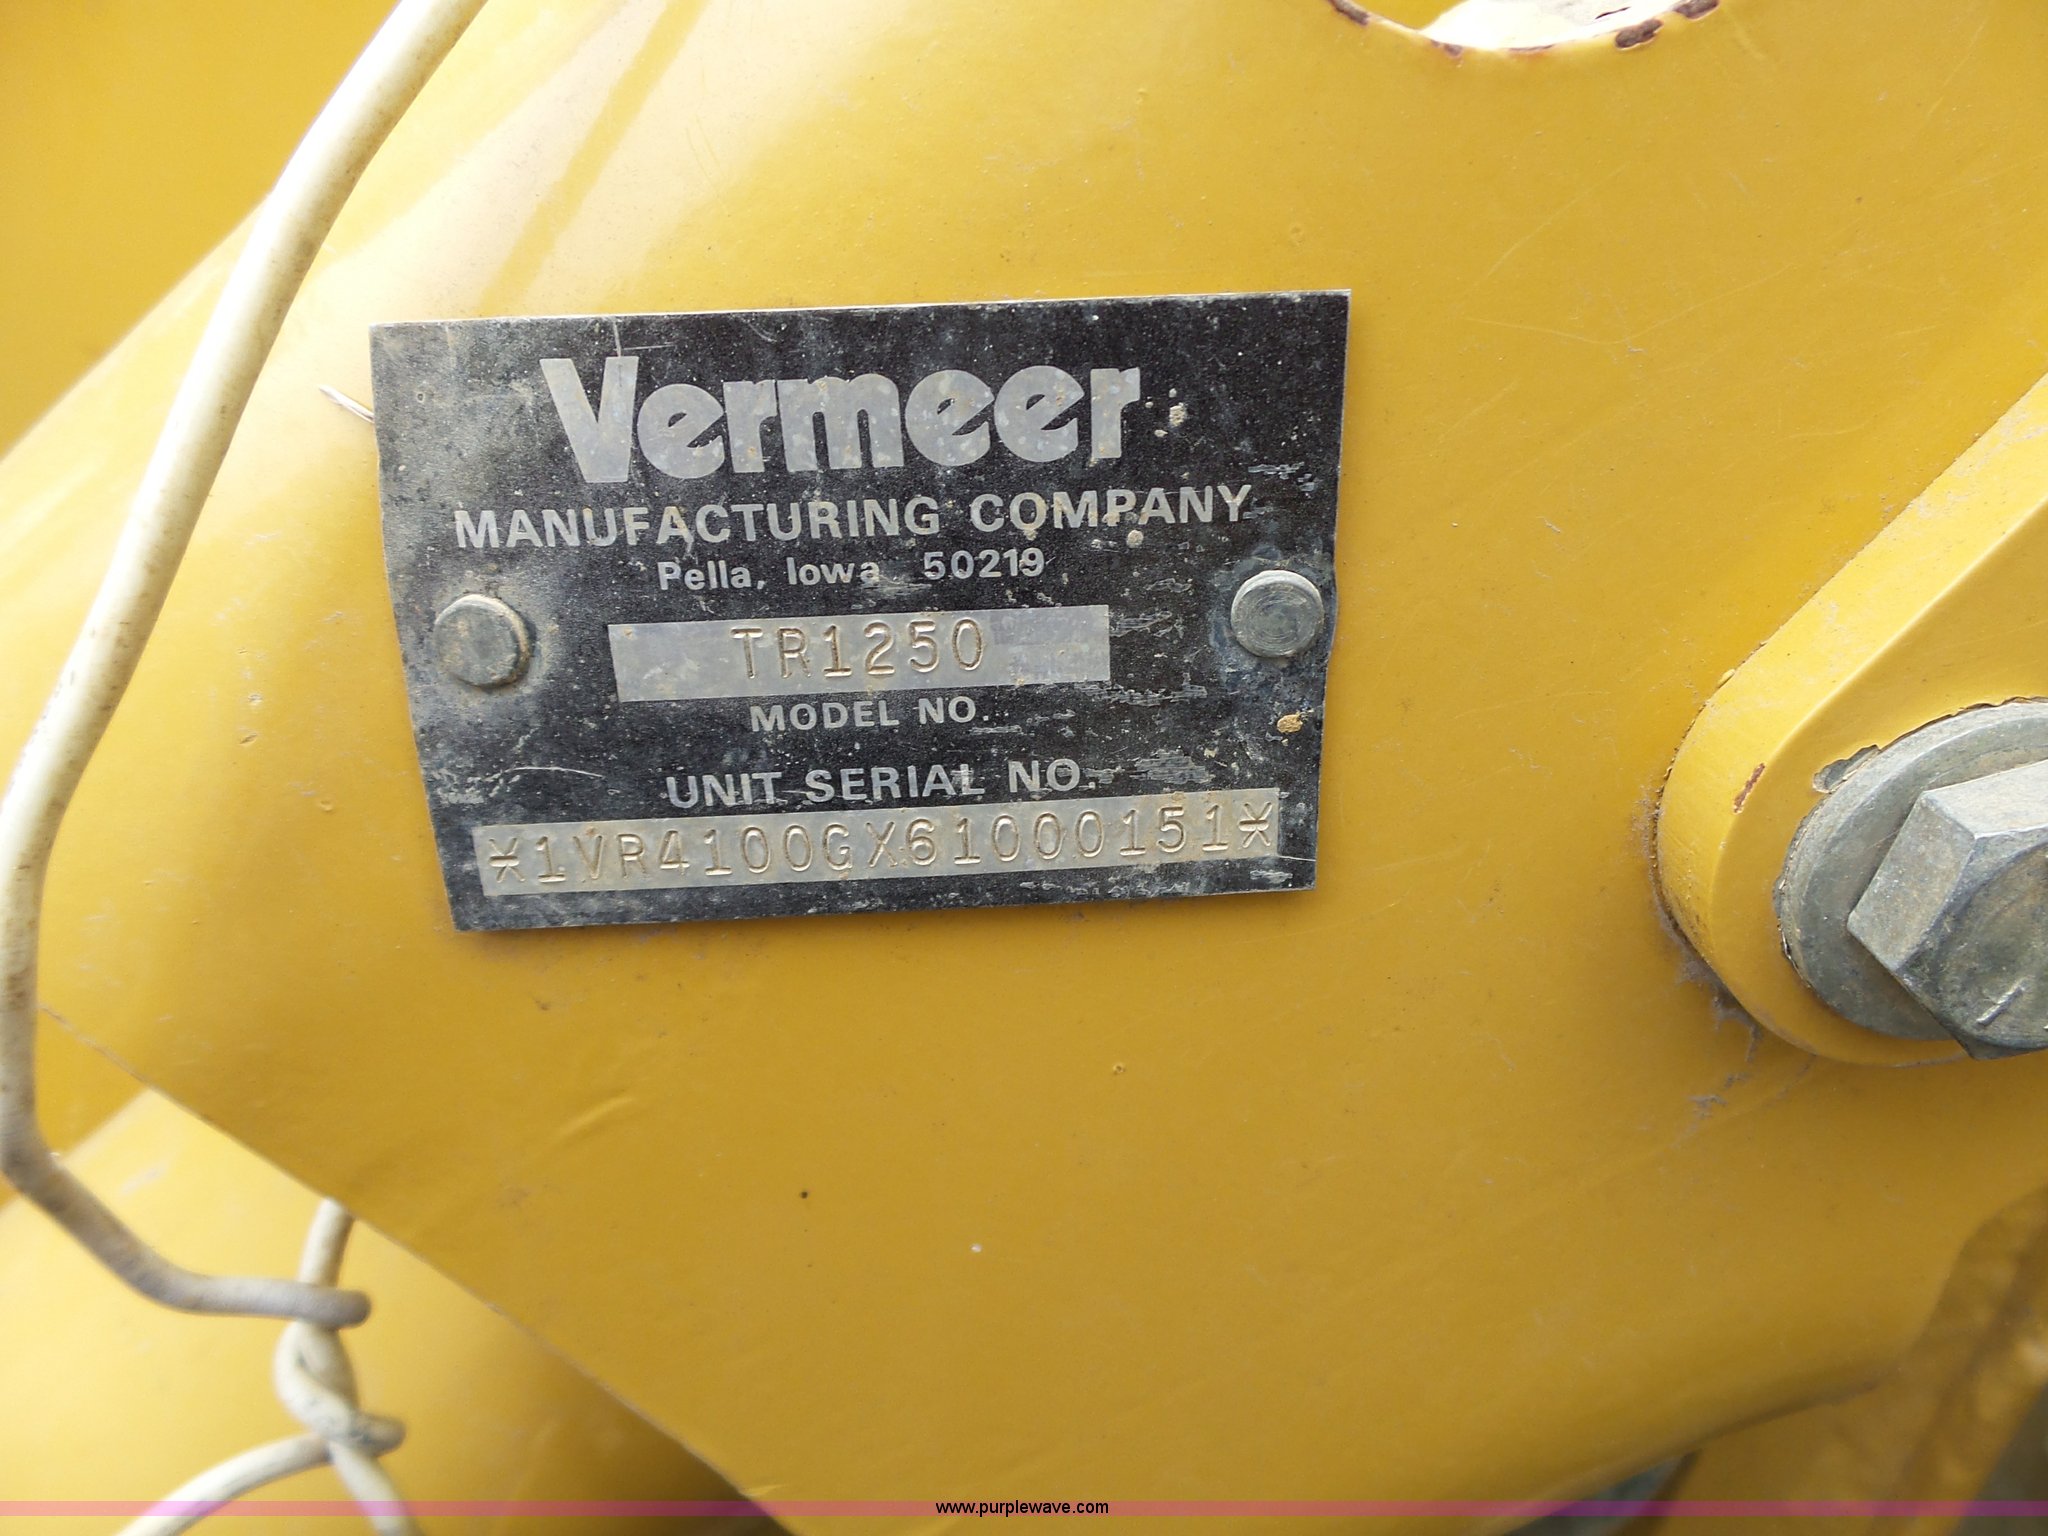 Vermeer
MANUFACTURING COMPANY
Pella, Iowa 50219
TR1250
MODEL NO.
UNIT SERIAL NO.
*1VR4100GX61000151*
www.purplewave.com